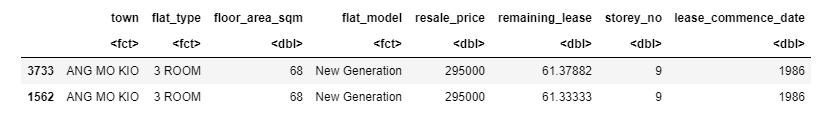 town flat_type floor_area_sqm flat_model resale_price remaining_lease storey_no lease_commence_date
<fct> <fct> <dbl> <fct> <dbl> <dbl> <dbl> <dbl>
3733 ANG MO KIO 3 ROOM 68 New Generation 295000 61.37882 9 1986
1562 ANG MO KIO 3 ROOM 68 New Generation 295000 61.33333 9 1986